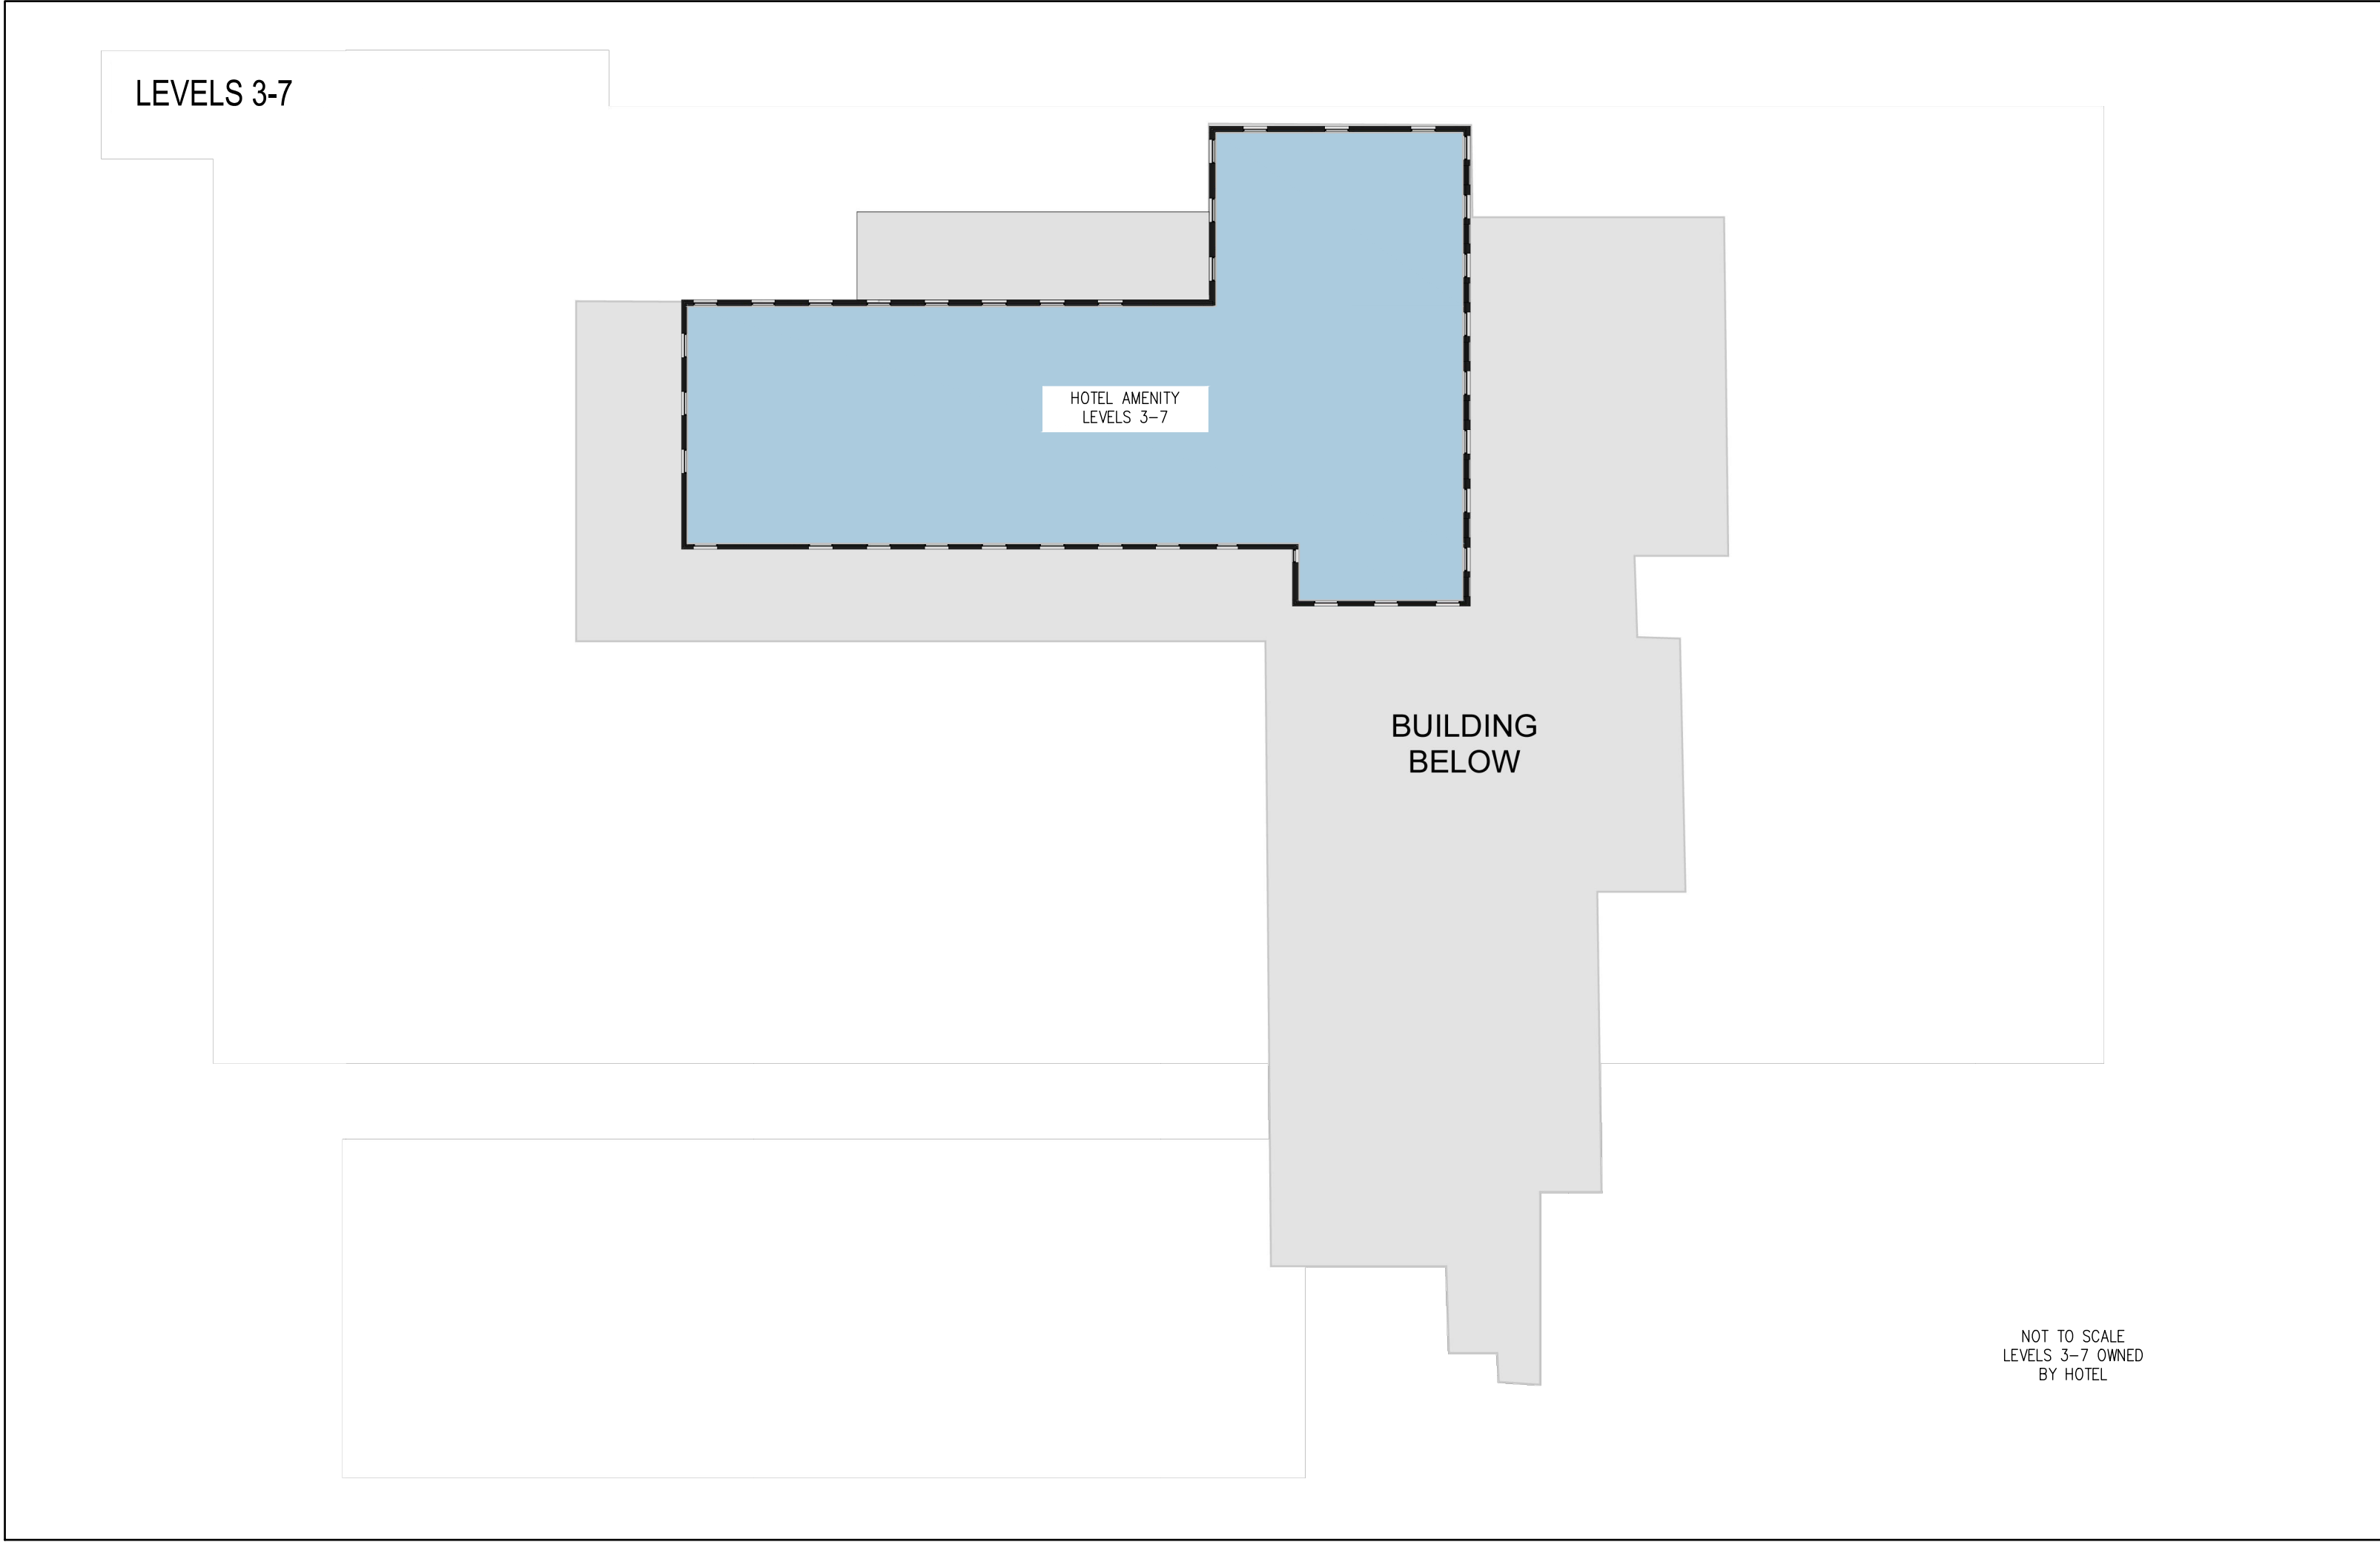 LEVELS 3-7
HOTEL AMENITY
LEVELS 3-7
BUILDING
BELOW
NOT TO SCALE
LEVELS 3-7 OWNED
BY HOTEL